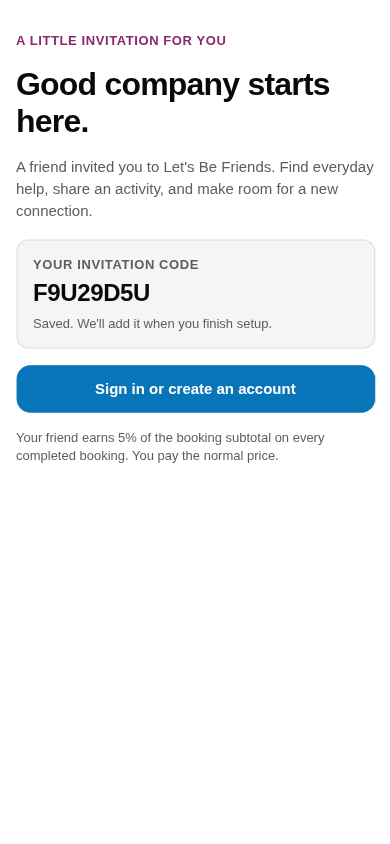 A LITTLE INVITATION FOR YOU
Good company starts
here.
A friend invited you to Let's Be Friends. Find everyday
help, share an activity, and make room for a new
connection.
YOUR INVITATION CODE
F9U29D5U
Saved. We'll add it when you finish setup.
Sign in or create an account
Your friend earns 5% of the booking subtotal on every
completed booking. You pay the normal price.